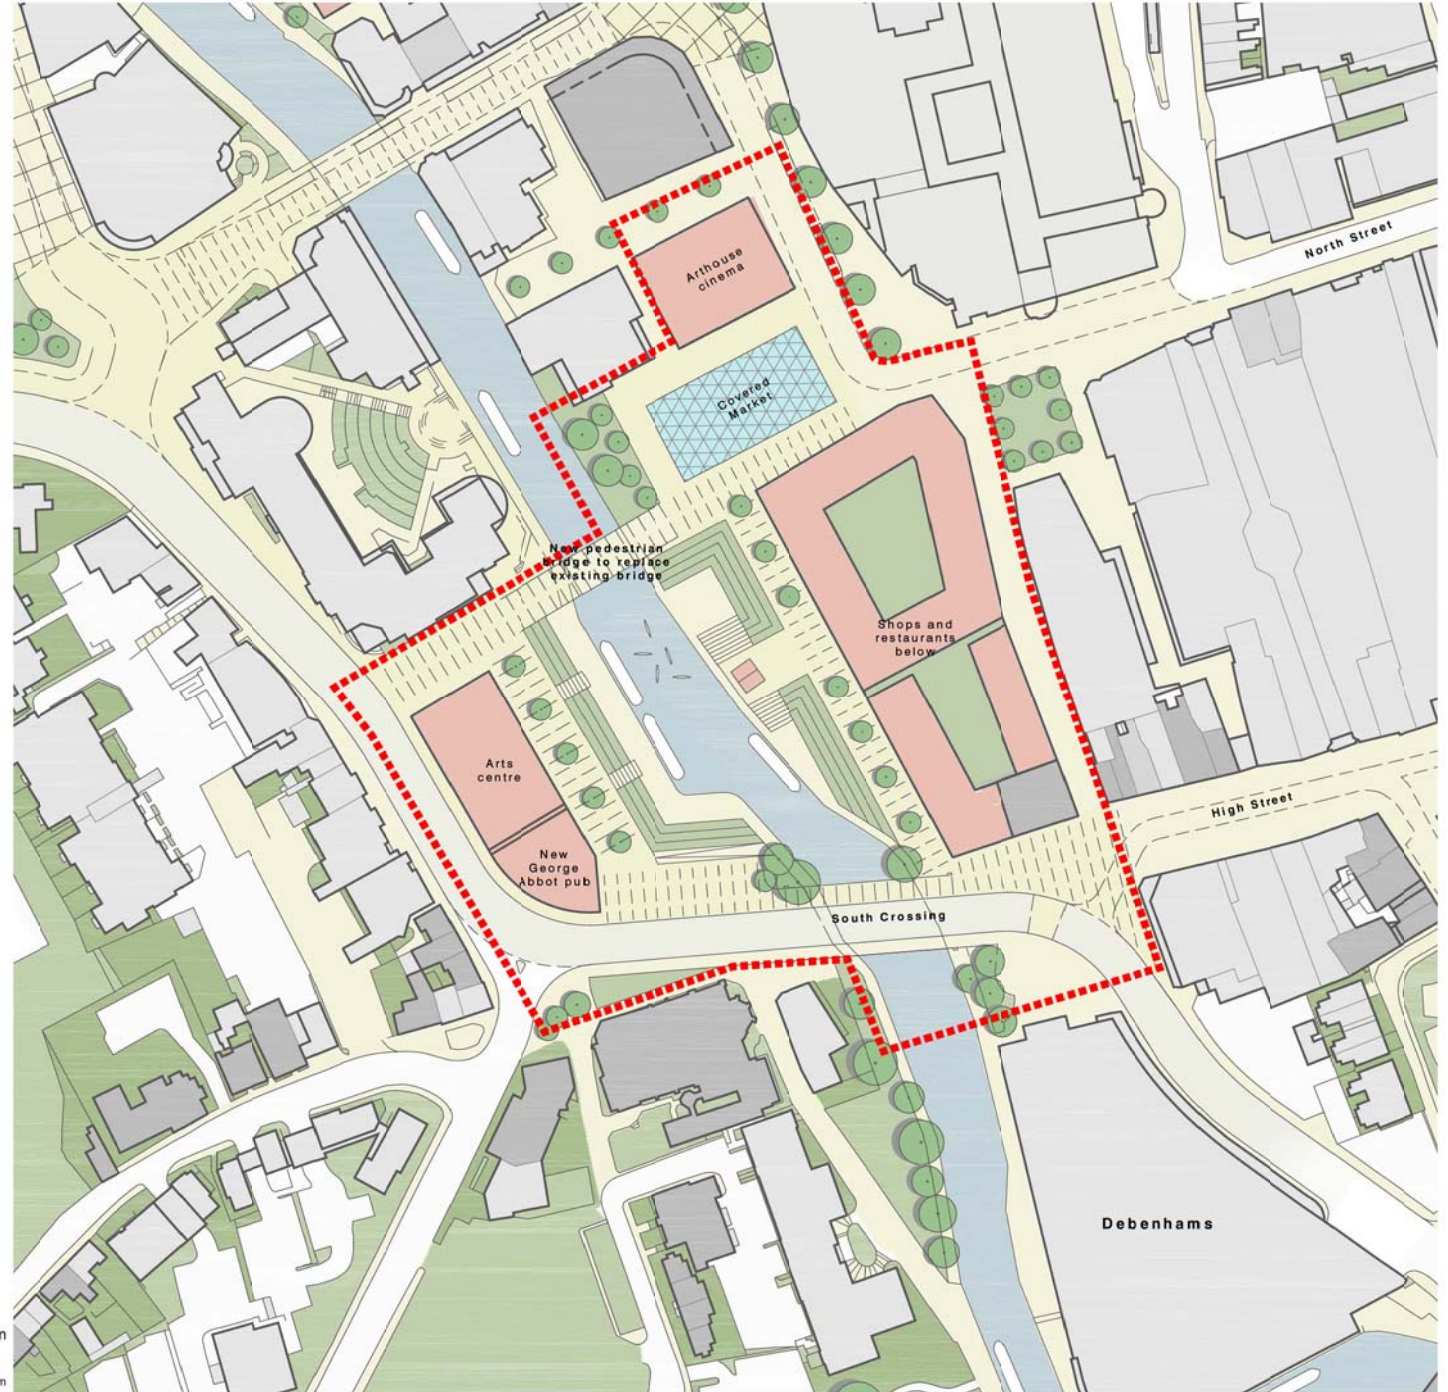 North Street
Arthouse
cinema
Covered
Market
New pedestrian
bridge to replace
existing bridge
Shops and
restaurants
below
Arts
centre
High Street
New
George
Abbot pub
South Crossing
Debenhams
n
m